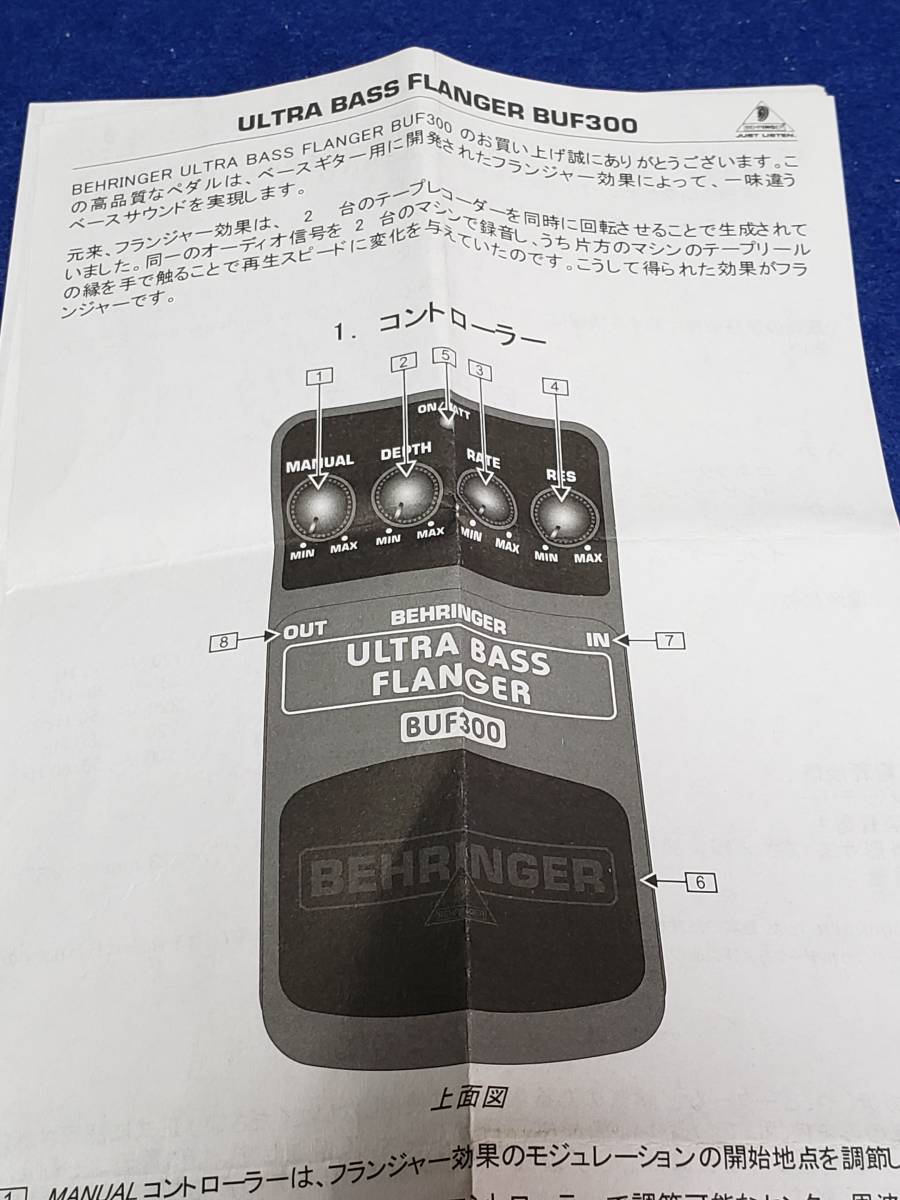 ULTRA BASS FLANGER BUF300
BEHRINGER
JUST LISTEN.
BEHRINGER ULTRA BASS FLANGER BUF300 のお買い上げ誠にありがとうございます。こ
の高品質なペダルは、ベースギター用に開発されたフランジャー効果によって、一味違う
ベースサウンドを実現します。
元来、フランジャー効果は、 2 台のテープレコーダーを同時に回転させることで生成されて
いました。同一のオーディオ信号を 2 台のマシンで録音し、うち片方のマシンのテープリール
の縁を手で触ることで再生スピードに変化を与えていたのです。こうして得られた効果がフラ
ンジャーです。
1. コントローラー
1 2 5 3 4
ON/BATT
MANUAL DEPTH RATE RES
MIN MAX MIN MAX MIN MAX MIN MAX
8 OUT BEHRINGER IN 7
ULTRA BASS
FLANGER
BUF300
BEHRINGER
BEHRINGER
6
上面図
1 MANUALコントローラーは、フランジャー効果のモジュレーションの開始地点を調節し